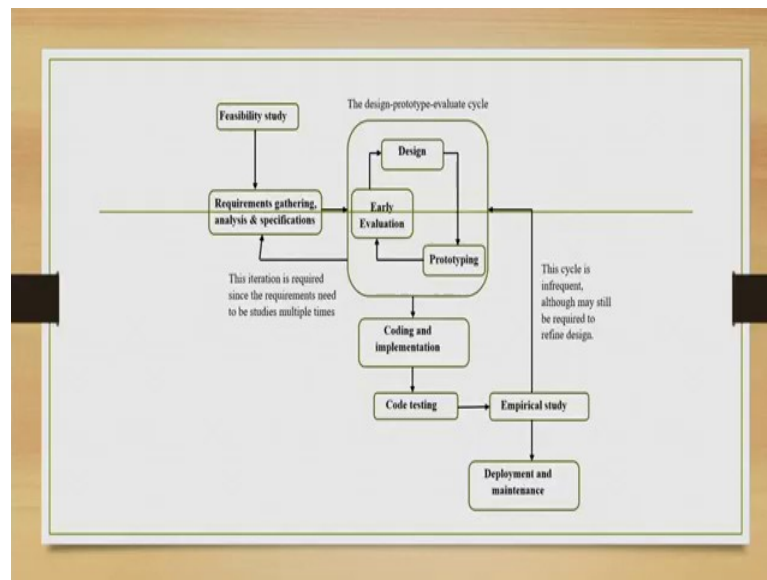 The design-prototype-evaluate cycle
Feasibility study
Design
Requirements gathering,
analysis & specifications
Early
Evaluation
Prototyping
This iteration is required
since the requirements need
to be studies multiple times
This cycle is
infrequent,
although may still
be required to
refine design.
Coding and
implementation
Code testing
Empirical study
Deployment and
maintenance